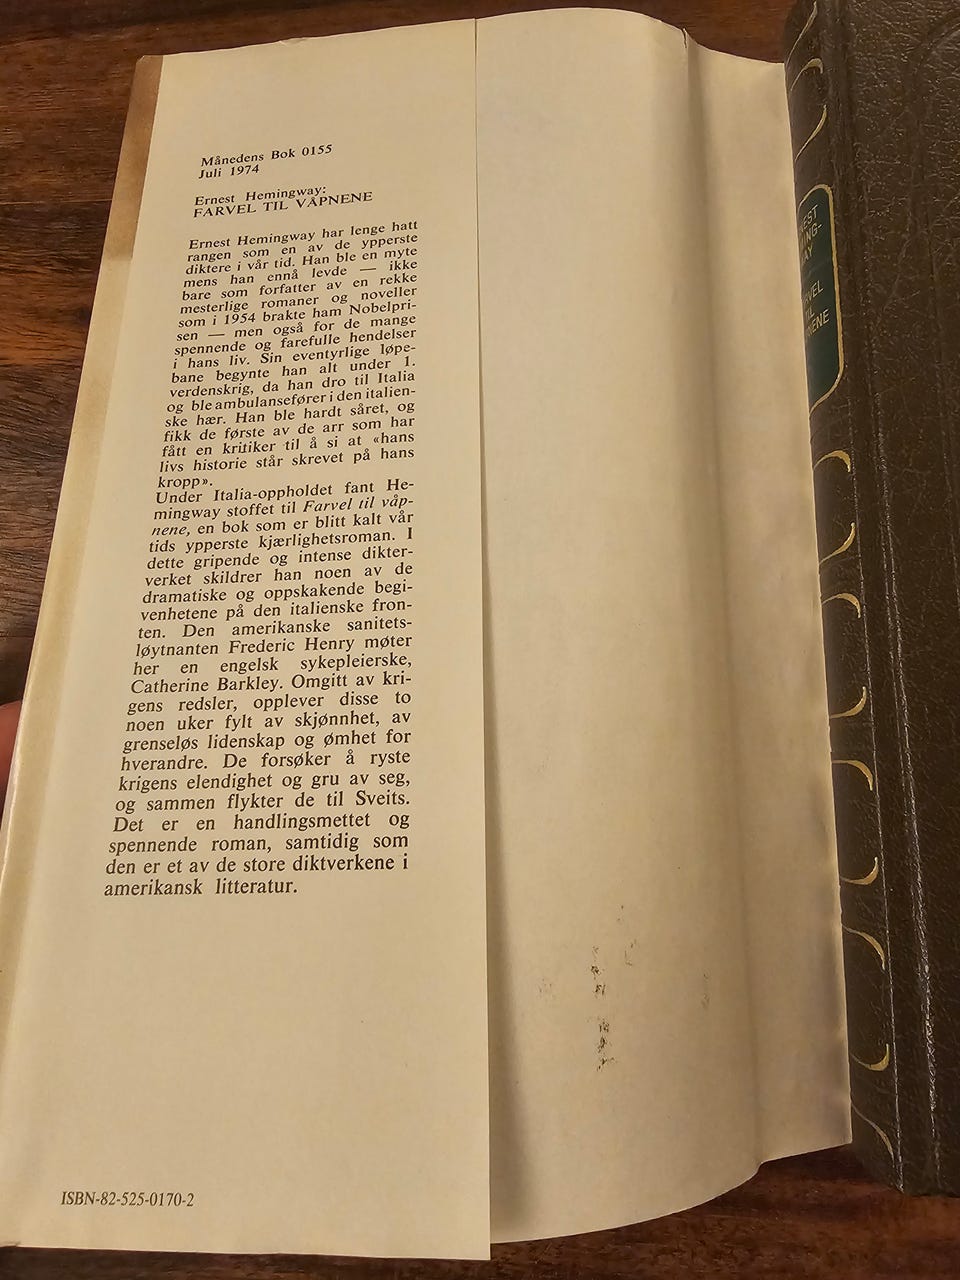 Månedens Bok 0155
Juli 1974
Ernest Hemingway:
FARVEL TIL VÅPNENE
Ernest Hemingway har lenge hatt
rangen som en av de ypperste
diktere i vår tid. Han ble en myte
mens han ennå levde — ikke
bare som forfatter av en rekke
mesterlige romaner og noveller
som i 1954 brakte ham Nobelpri-
sen — men også for de mange
spennende og farefulle hendelser
i hans liv. Sin eventyrlige løpe-
bane begynte han alt under 1.
verdenskrig, da han dro til Italia
og ble ambulansefører i den italien-
ske hær. Han ble hardt såret, og
fikk de første av de arr som har
fått en kritiker til å si at «hans
livs historie står skrevet på hans
kropp».
Under Italia-oppholdet fant He-
mingway stoffet til Farvel til våp-
nene, en bok som er blitt kalt vår
tids ypperste kjærlighetsroman. I
dette gripende og intense dikter-
verket skildrer han noen av de
dramatiske og oppskakende begi-
venhetene på den italienske fron-
ten. Den amerikanske sanitets-
løytnanten Frederic Henry møter
her en engelsk sykepleierske,
Catherine Barkley. Omgitt av kri-
gens redsler, opplever disse to
noen uker fylt av skjønnhet, av
grenseløs lidenskap og ømhet for
hverandre. De forsøker å ryste
krigens elendighet og gru av seg,
og sammen flykter de til Sveits.
Det er en handlingsmettet og
spennende roman, samtidig som
den er et av de store diktverkene i
amerikansk litteratur.
ISBN-82-525-0170-2